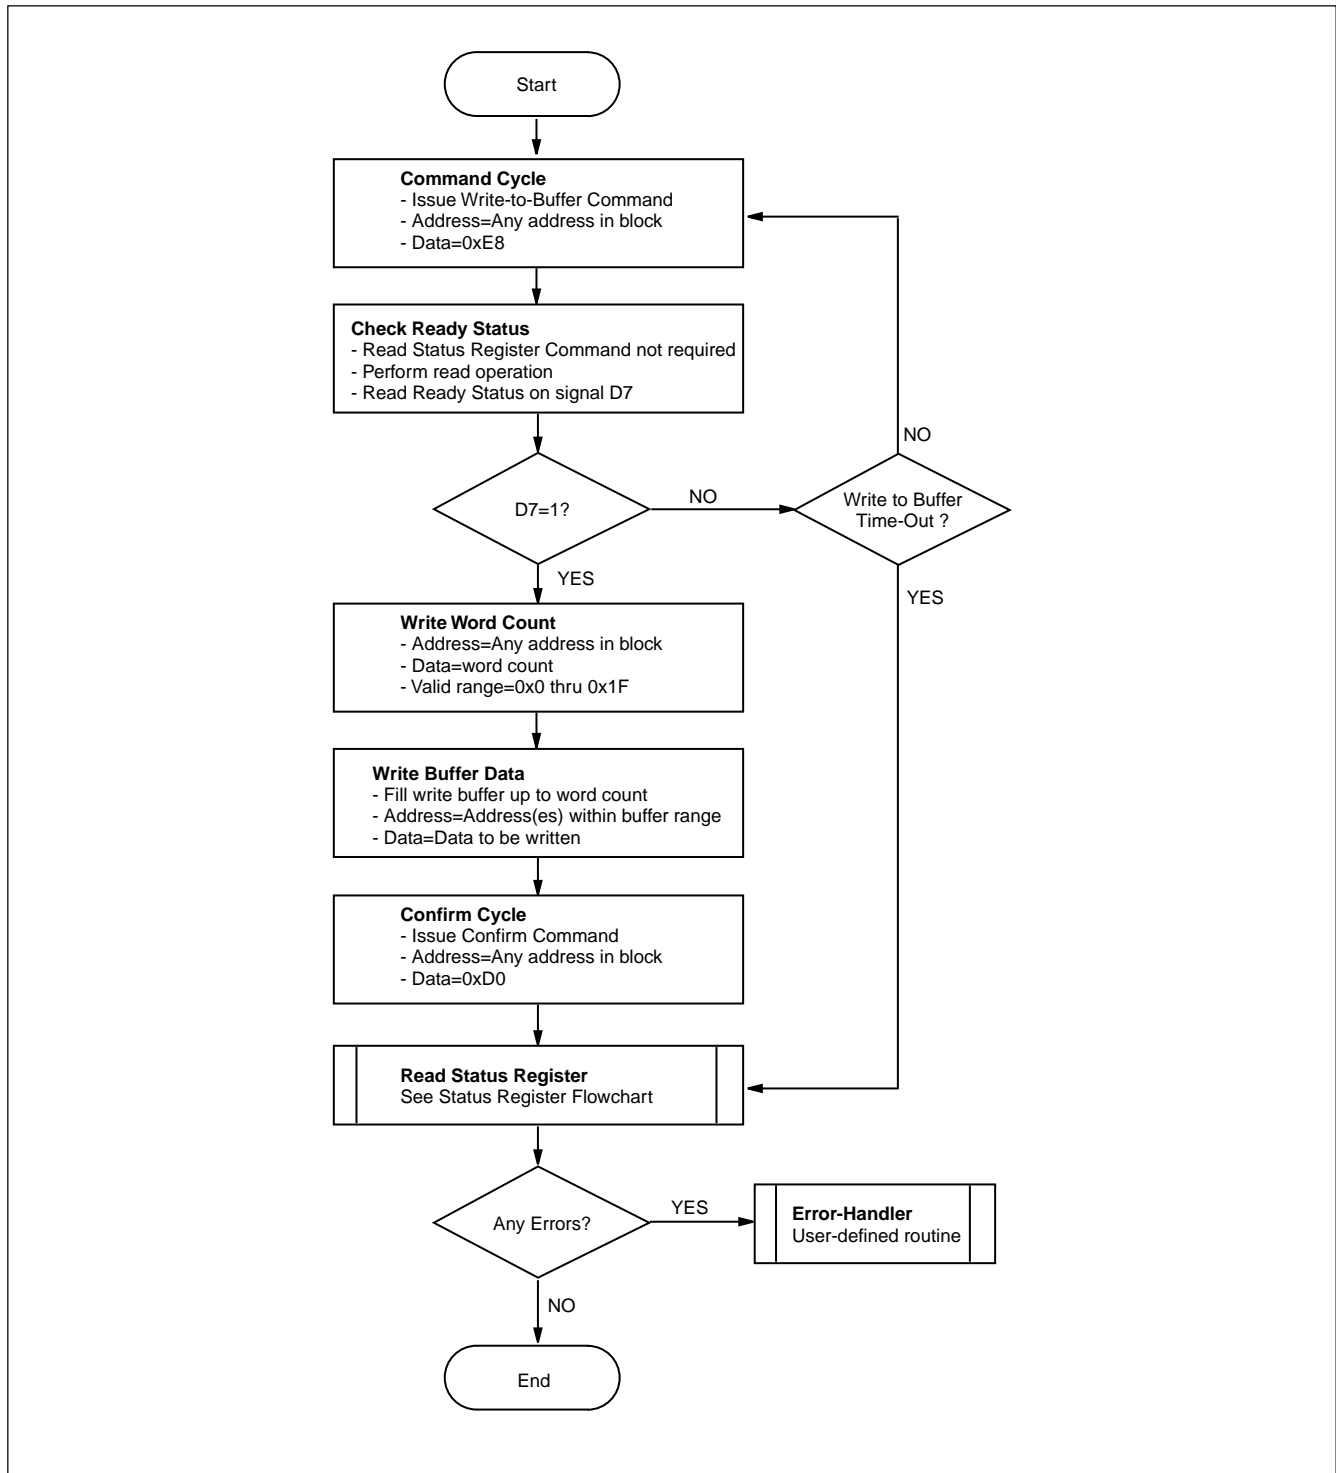 Start
Command Cycle
- Issue Write-to-Buffer Command
- Address=Any address in block
- Data=0xE8
Check Ready Status
- Read Status Register Command not required
- Perform read operation
- Read Ready Status on signal D7
NO
D7=1?
NO
Write to Buffer
Time-Out ?
YES
YES
Write Word Count
- Address=Any address in block
- Data=word count
- Valid range=0x0 thru 0x1F
Write Buffer Data
- Fill write buffer up to word count
- Address=Address(es) within buffer range
- Data=Data to be written
Confirm Cycle
- Issue Confirm Command
- Address=Any address in block
- Data=0xD0
Read Status Register
See Status Register Flowchart
Any Errors?
YES
Error-Handler
User-defined routine
NO
End